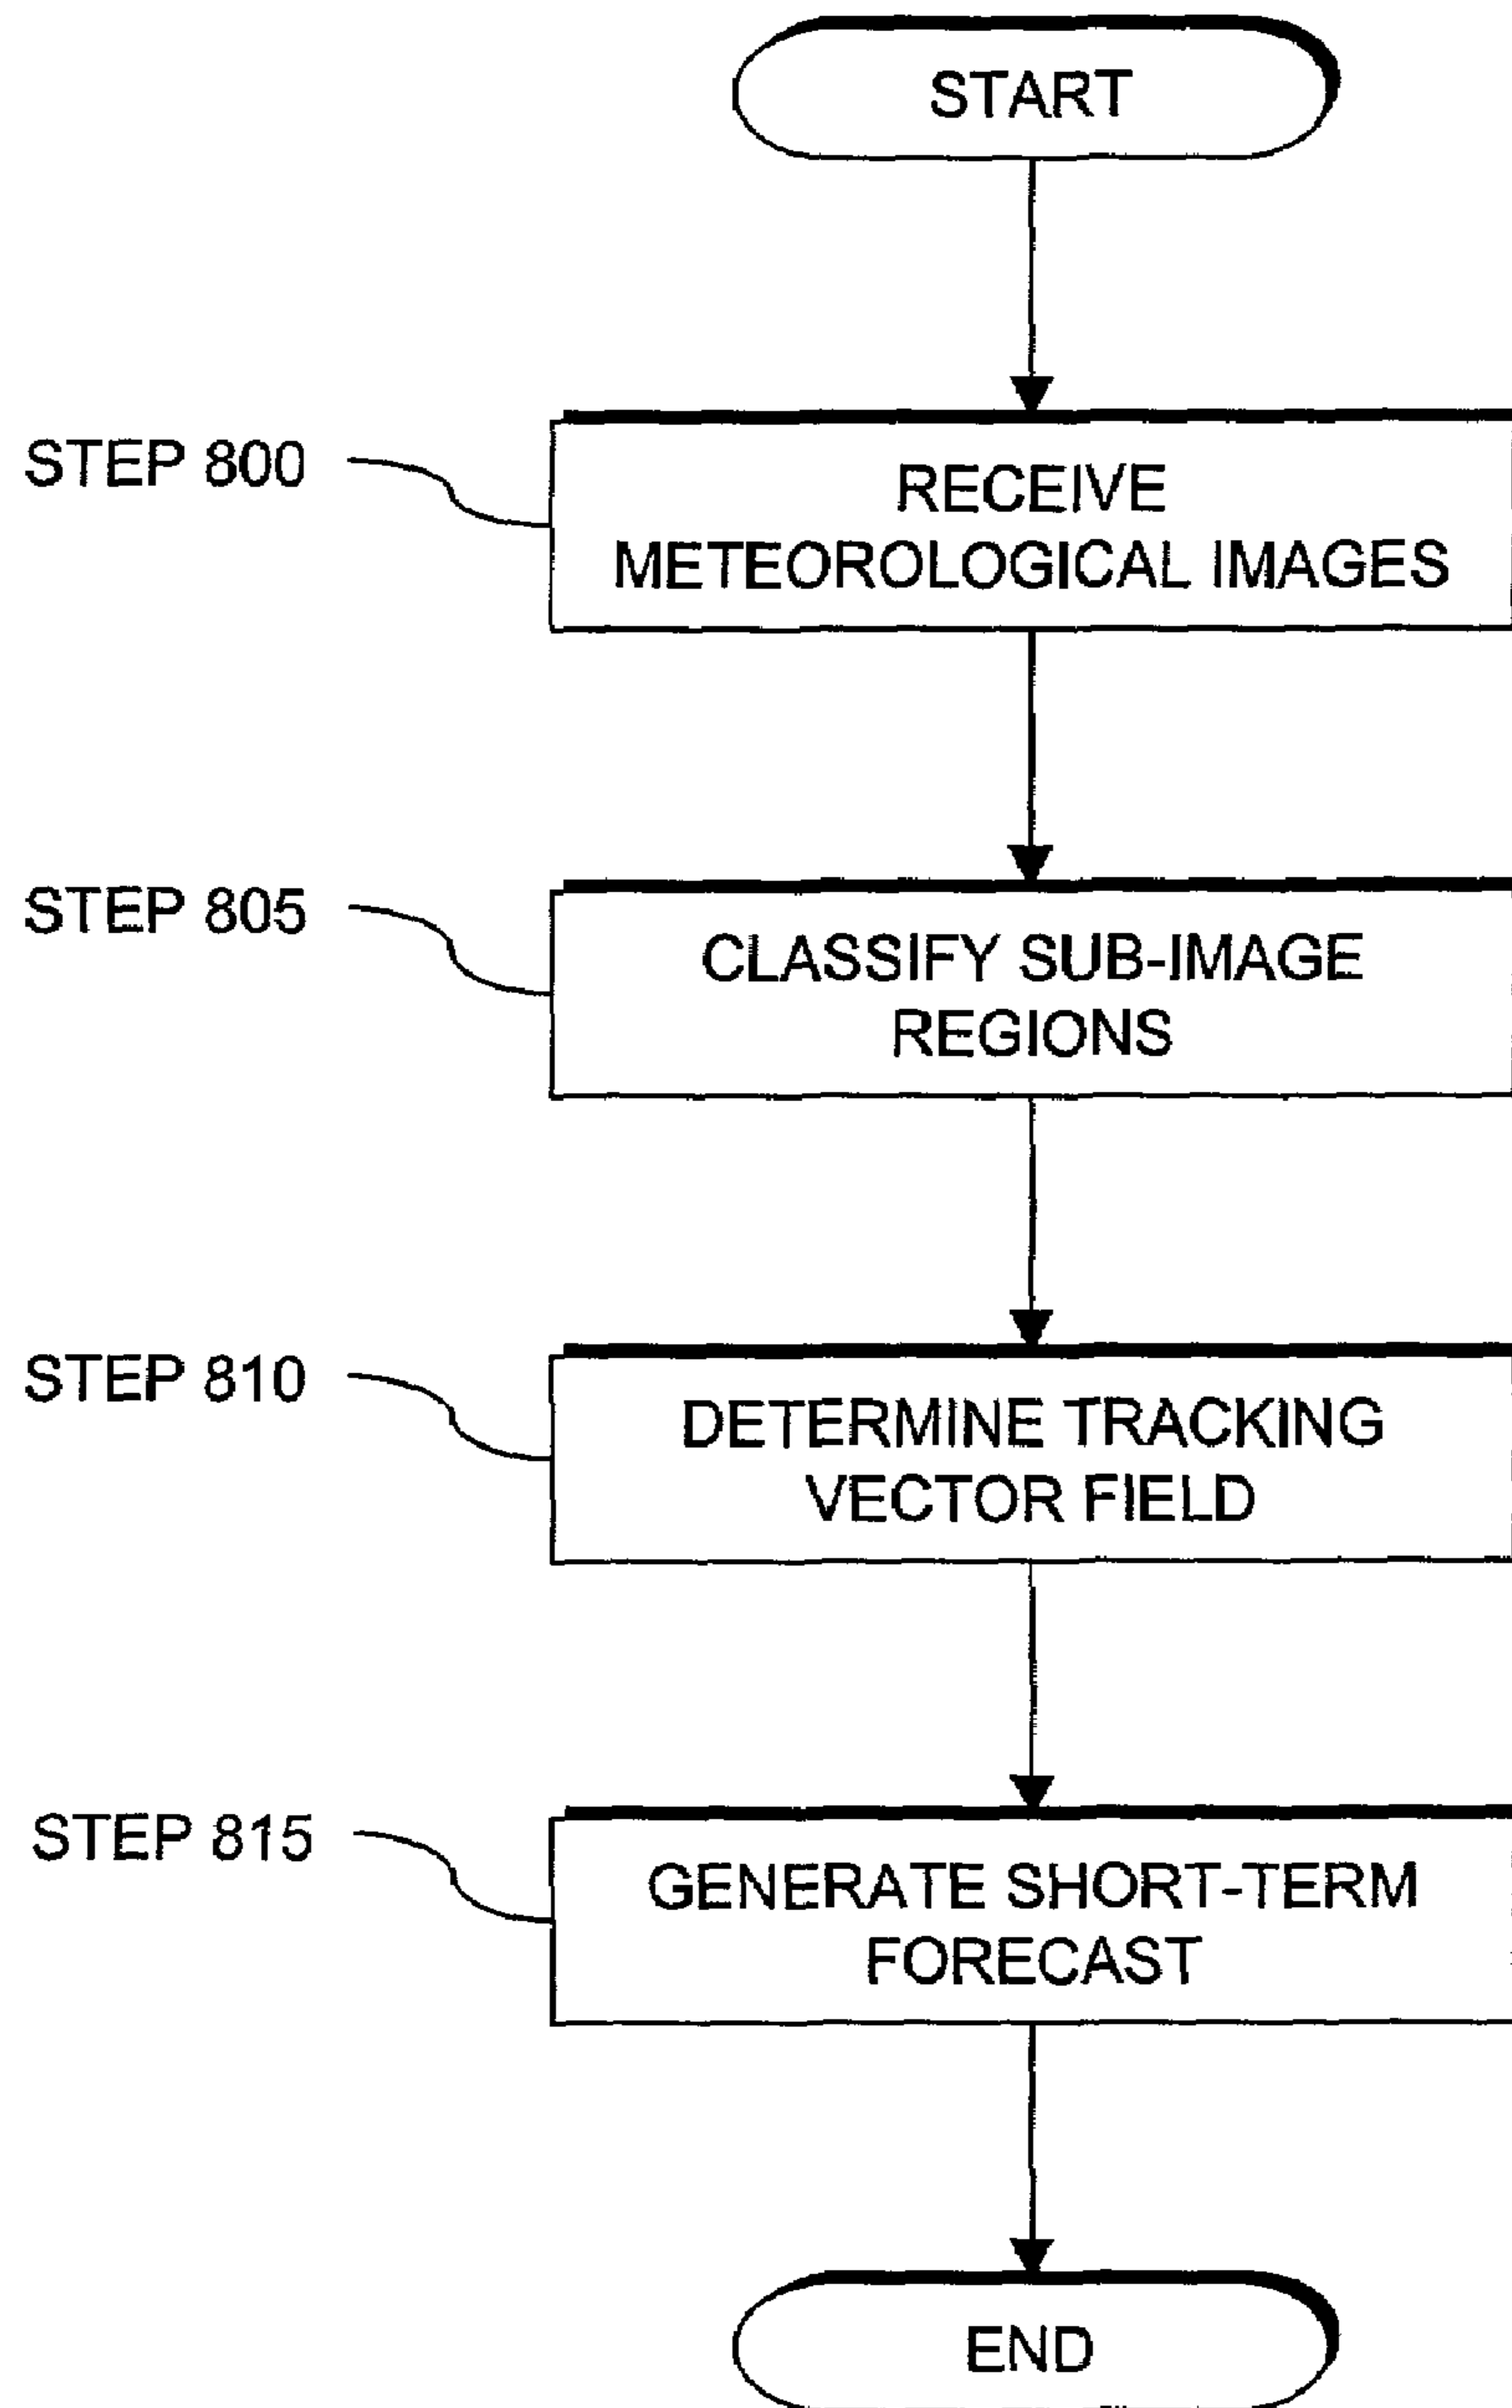 START
STEP 800
RECEIVE
METEOROLOGICAL IMAGES
STEP 805
CLASSIFY SUB-IMAGE
REGIONS
STEP 810
DETERMINE TRACKING
VECTOR FIELD
STEP 815
GENERATE SHORT-TERM
FORECAST
END